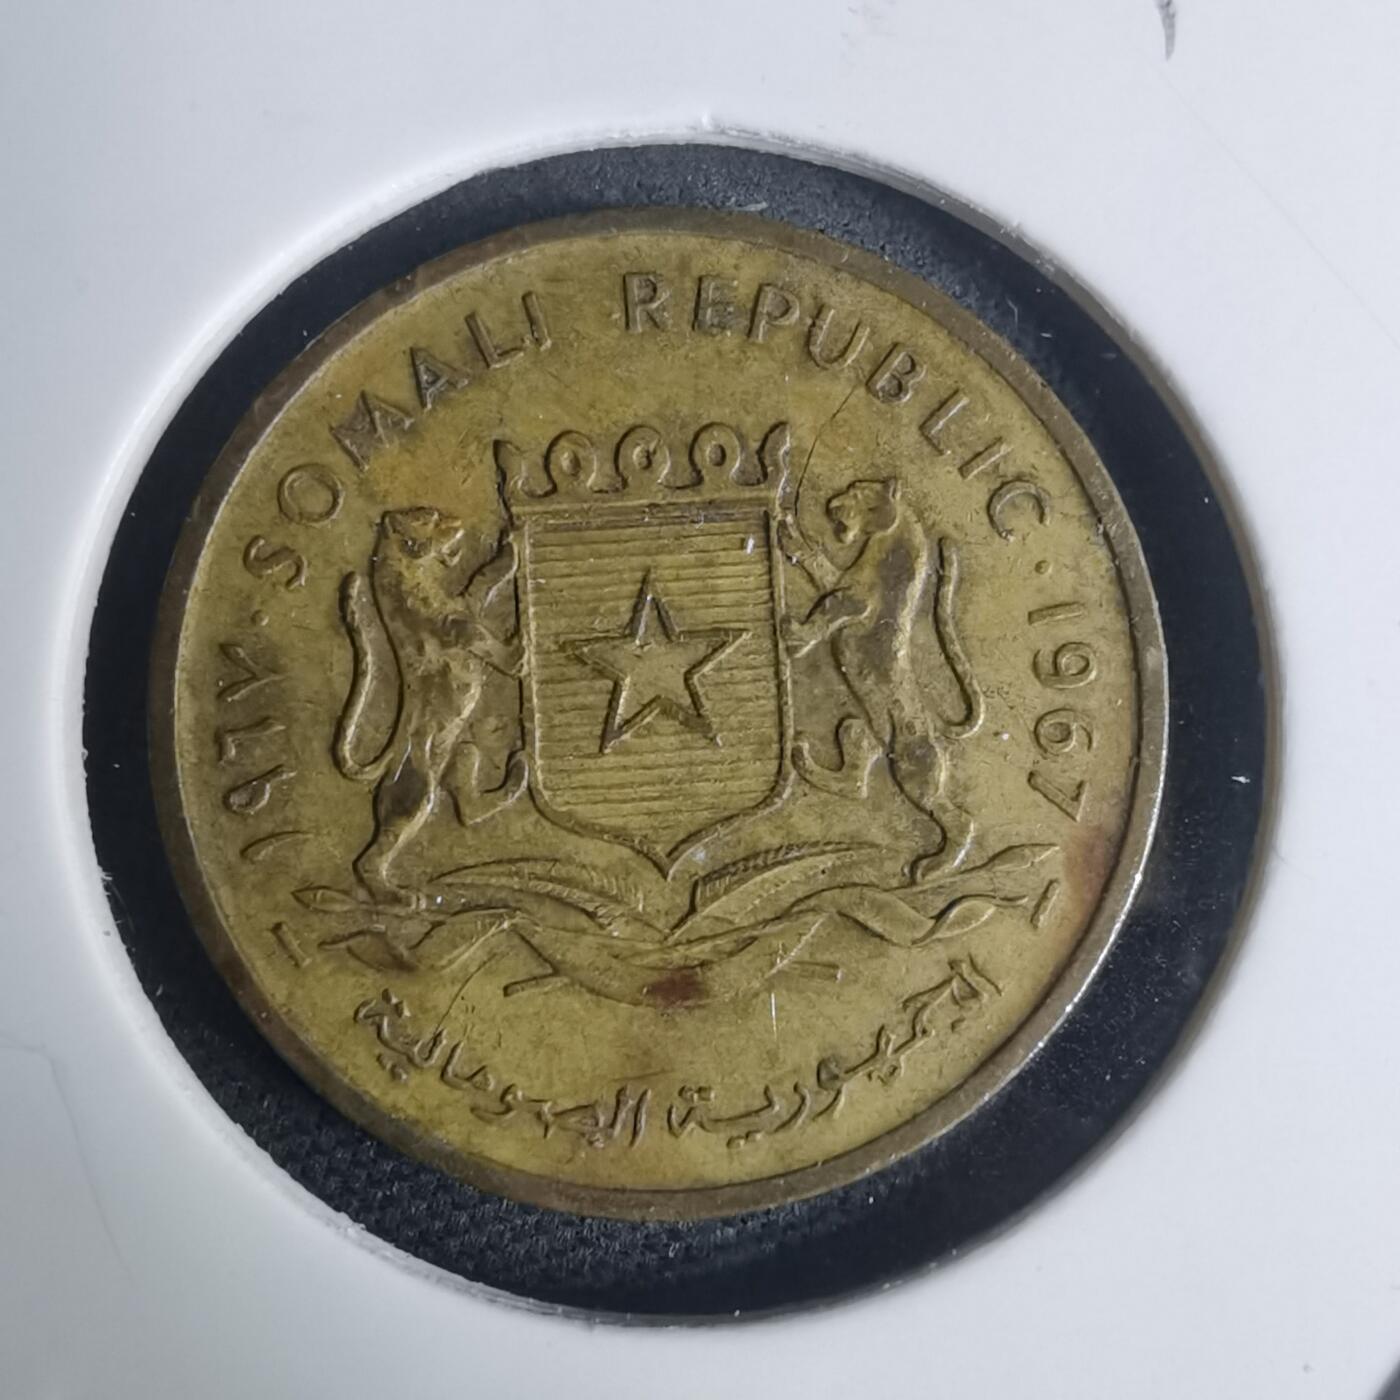 ١٩٦٧ · SOMALI REPUBLIC · 1967
الجمهورية الصومالية